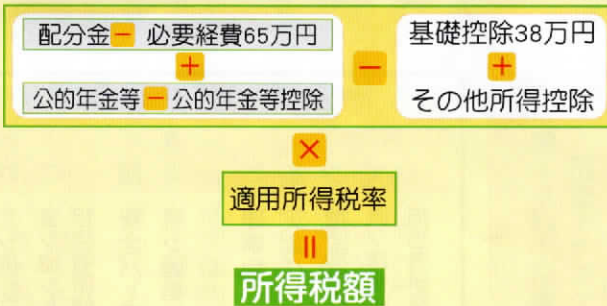 配分金－必要経費65万円
＋
公的年金等－公的年金等控除
－
基礎控除38万円
＋
その他所得控除
×
適用所得税率
＝
所得税額